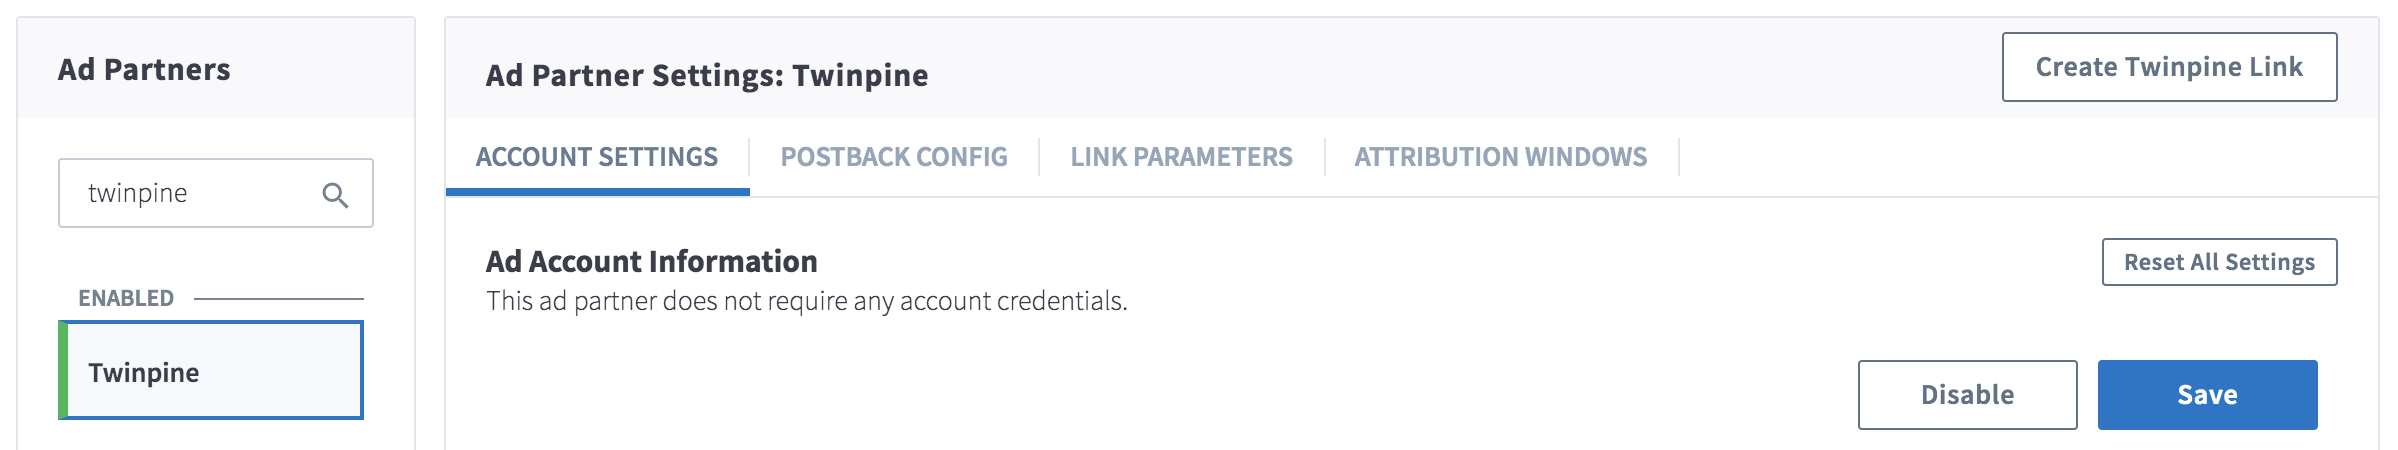 Ad Partners
twinpine
ENABLED
Twinpine
Ad Partner Settings: Twinpine
Create Twinpine Link
ACCOUNT SETTINGS
POSTBACK CONFIG
LINK PARAMETERS
ATTRIBUTION WINDOWS
Ad Account Information
Reset All Settings
This ad partner does not require any account credentials.
Disable
Save